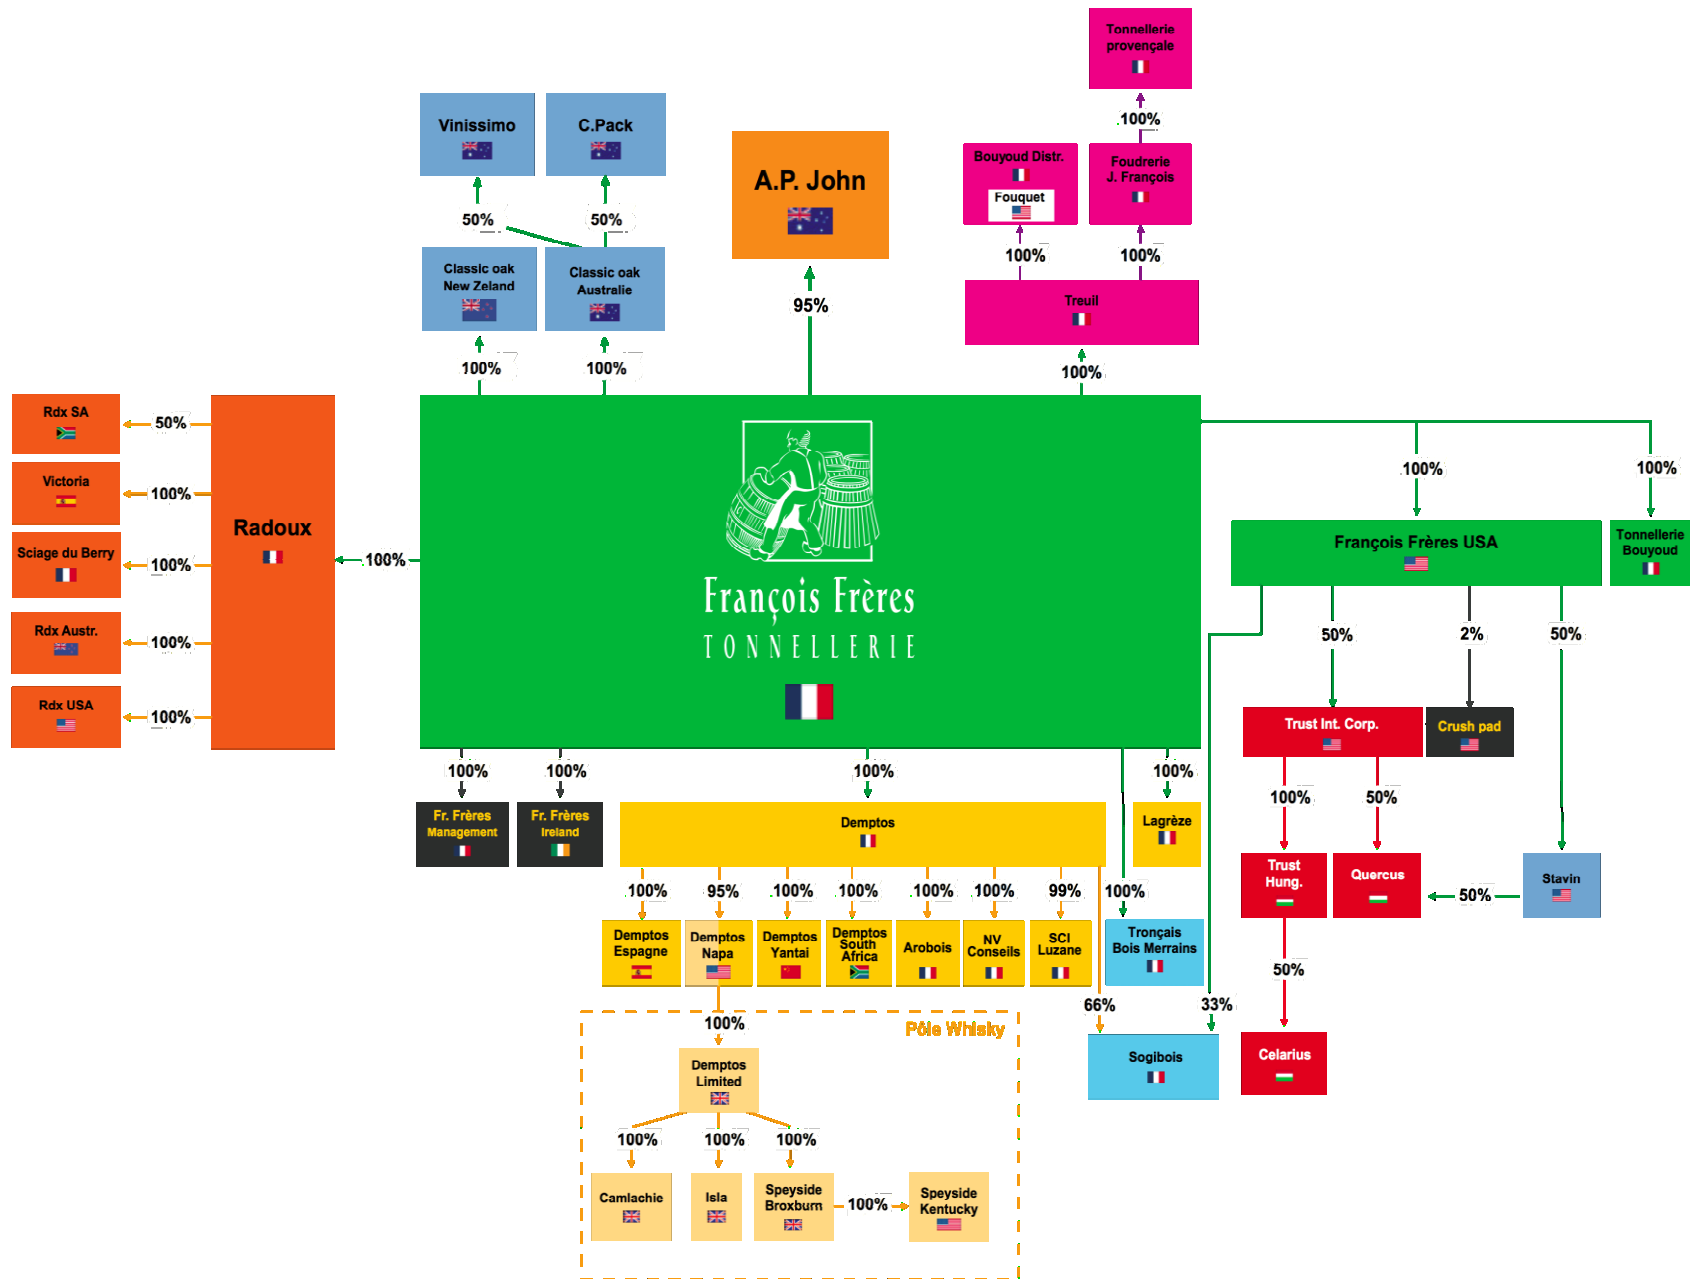 Tonnellerie
provençale
100%
Vinissimo
C.Pack
A.P. John
Bouyoud Distr.
Fouquet
Foudrerie
J. François
50%
50%
100%
100%
Classic oak
New Zeland
Classic oak
Australie
95%
Treuil
100%
100%
100%
Rdx SA
50%
Victoria
100%
Sciage du Berry
100%
Rdx Austr.
100%
Rdx USA
100%
Radoux
100%
François Frères
TONNELLERIE
100%
100%
François Frères USA
Tonnellerie
Bouyoud
50%
2%
50%
Trust Int. Corp.
Crush pad
100%
50%
Trust
Hung.
Quercus
50%
Stavin
50%
Celarius
100%
100%
100%
100%
Fr. Frères
Management
Fr. Frères
Ireland
Demptos
Lagrèze
100%
95%
100%
100%
100%
100%
99%
100%
Demptos
Espagne
Demptos
Napa
Demptos
Yantai
Demptos
South
Africa
Arobois
NV
Conseils
SCI
Luzane
Tronçais
Bois Merrains
66%
33%
Sogibois
100%
Pôle Whisky
Demptos
Limited
100%
100%
100%
Camlachie
Isla
Speyside
Broxburn
100%
Speyside
Kentucky